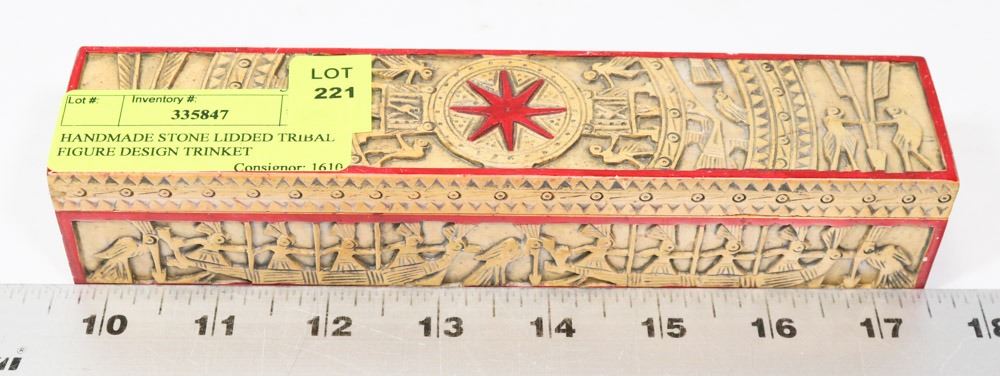 LOT
221
Lot #: Inventory #:
335847
HANDMADE STONE LIDDED TRIBAL
FIGURE DESIGN TRINKET
Consignor: 1610
10 11 12 13 14 15 16 17 18